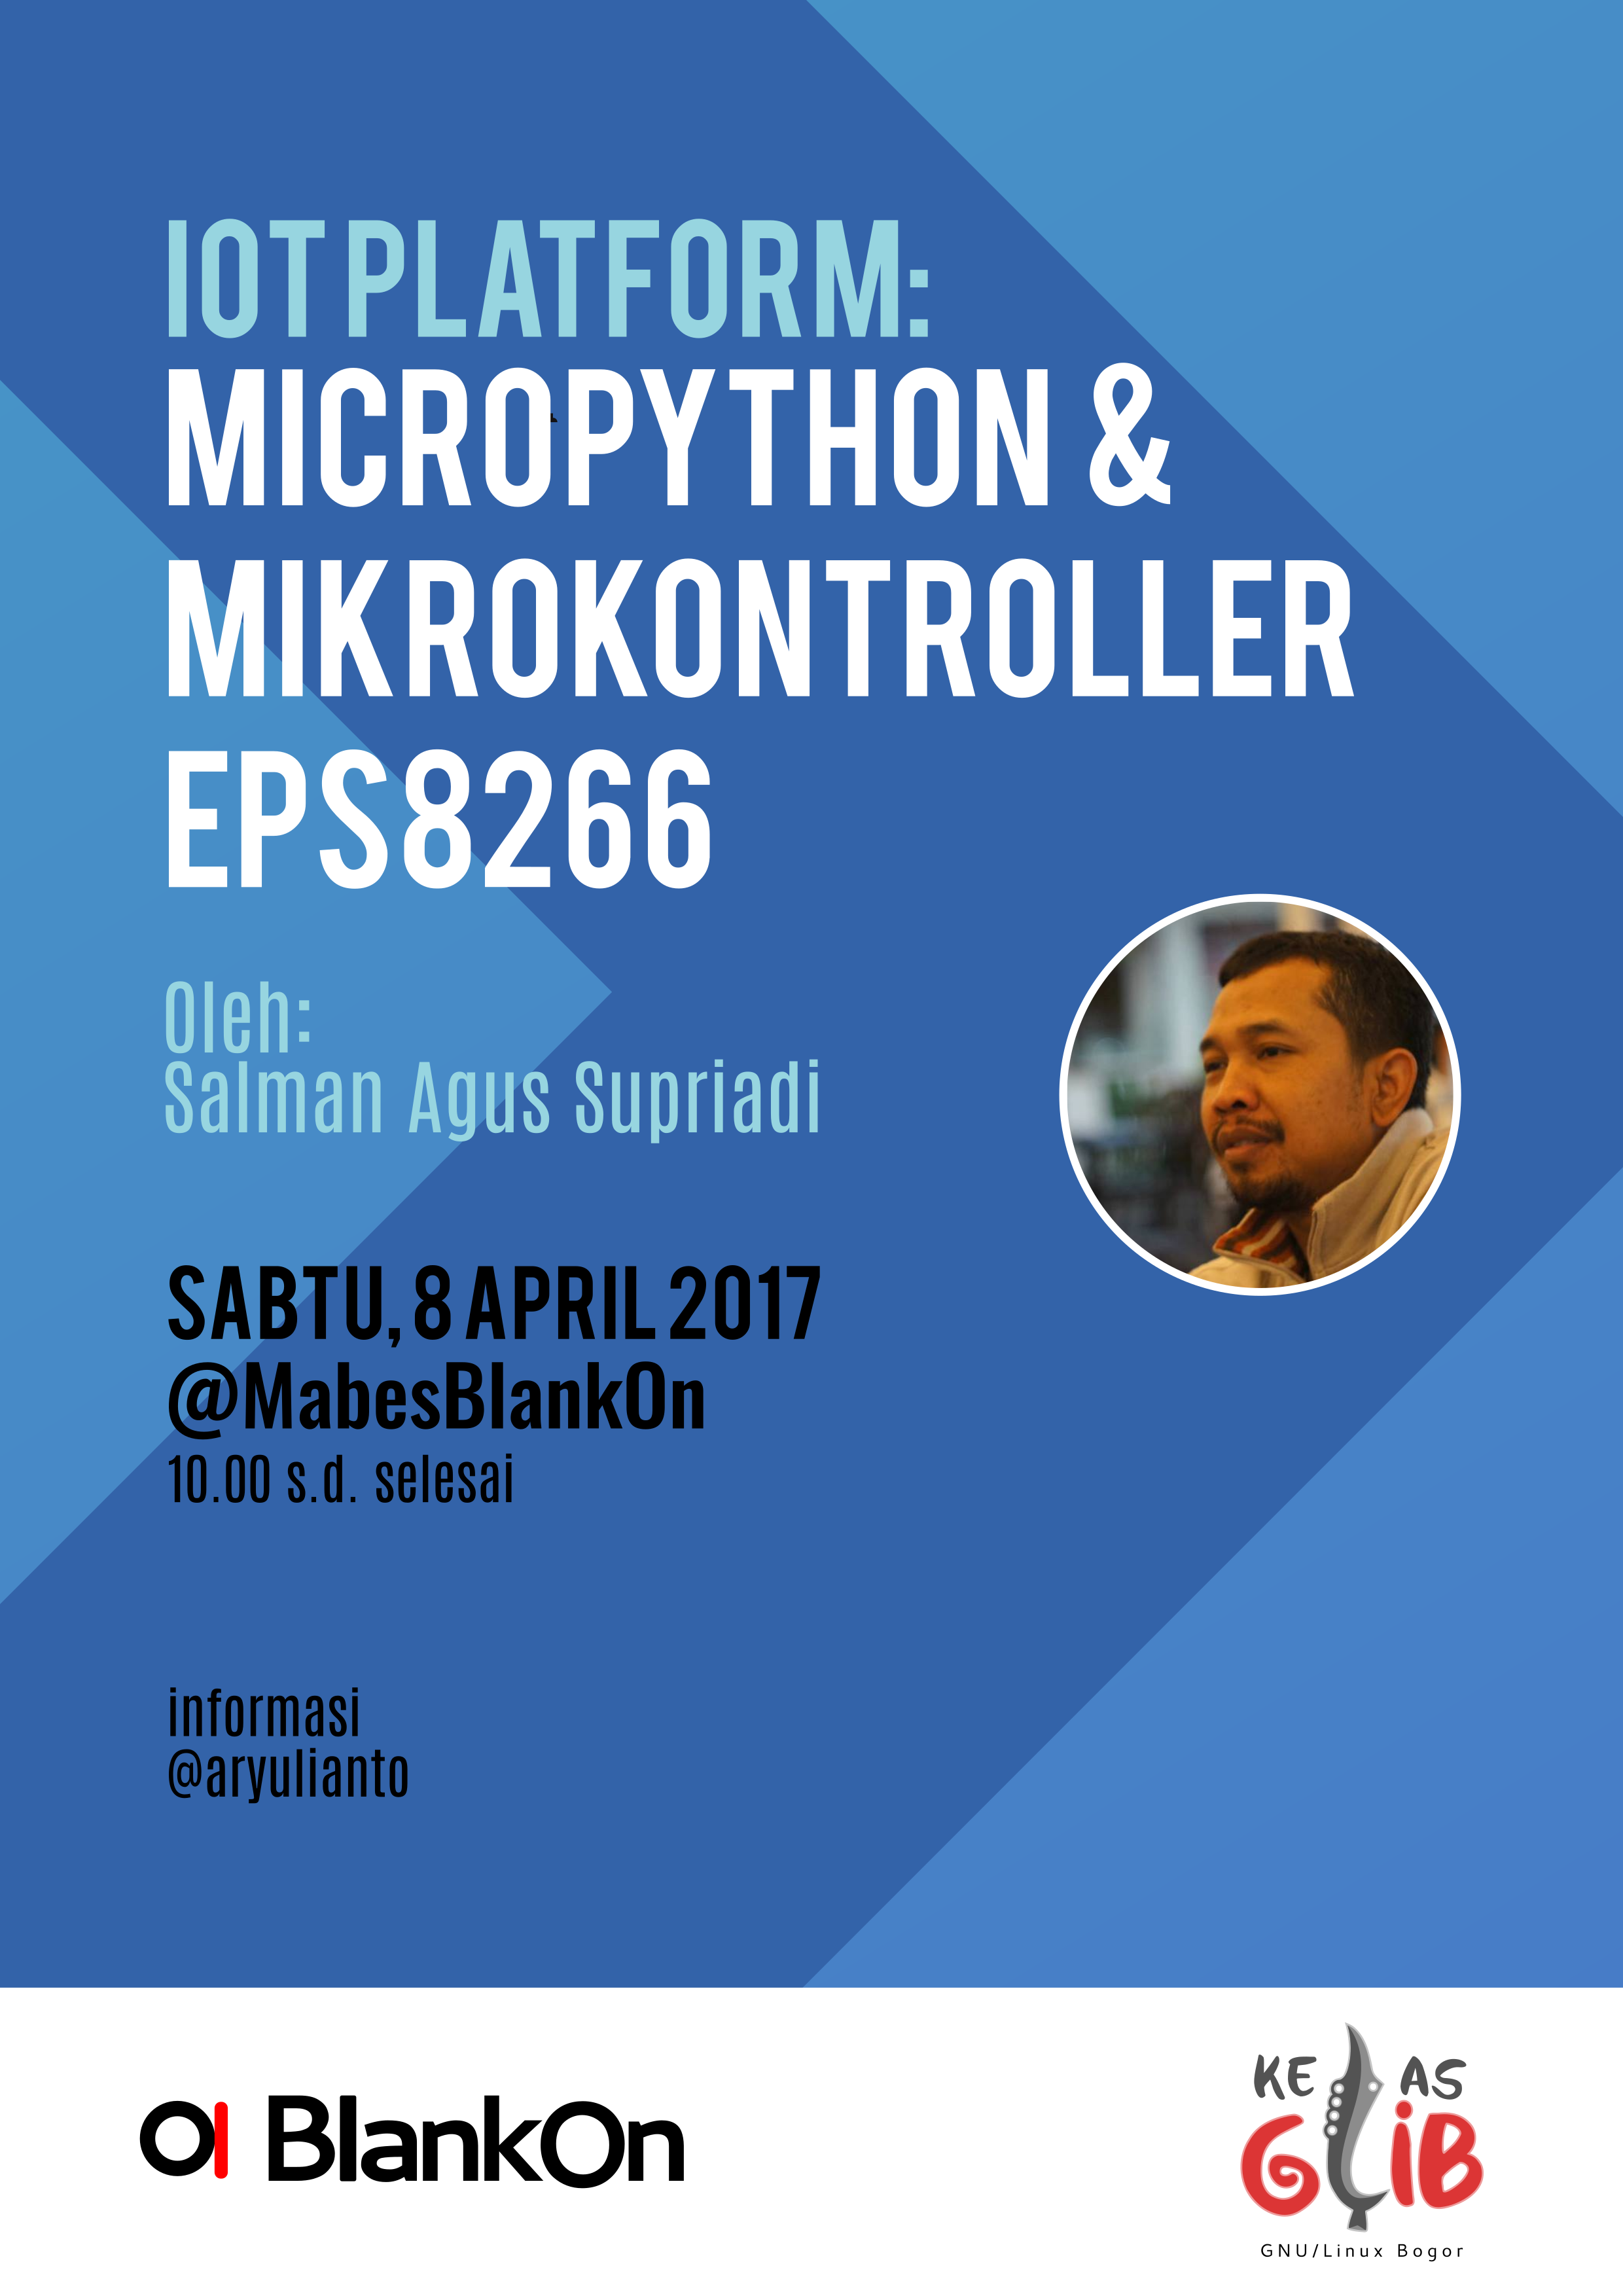 IOT PLATFORM:
MICROPYTHON &
MIKROKONTROLLER
EPS8266
Oleh:
Salman Agus Supriadi
SABTU, 8 APRIL 2017
@MabesBlankOn
10.00 s.d. selesai
informasi
@aryulianto
BlankOn
KELAS
GLiB
GNU/Linux Bogor